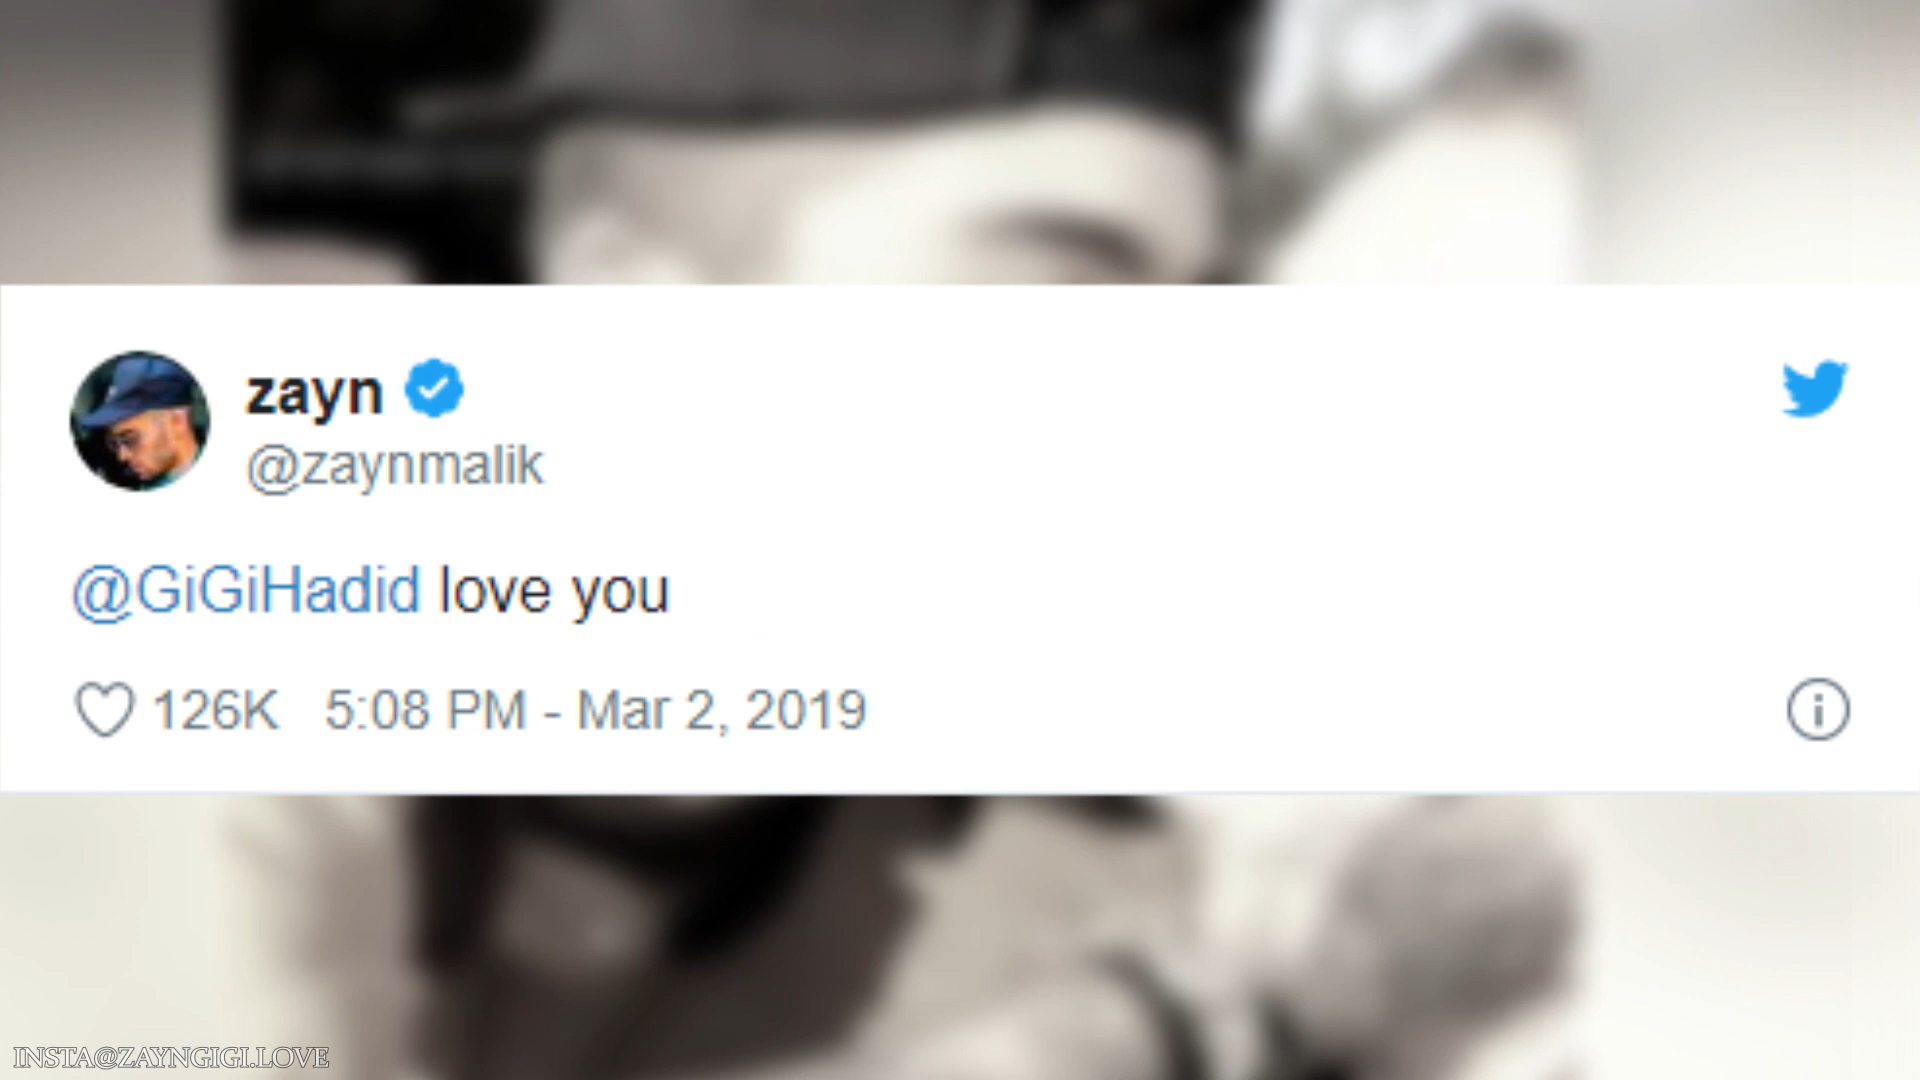 zayn
@zaynmalik
@GiGiHadid love you
126K 5:08 PM - Mar 2, 2019
INSTA@ZAYNGIGI.LOVE